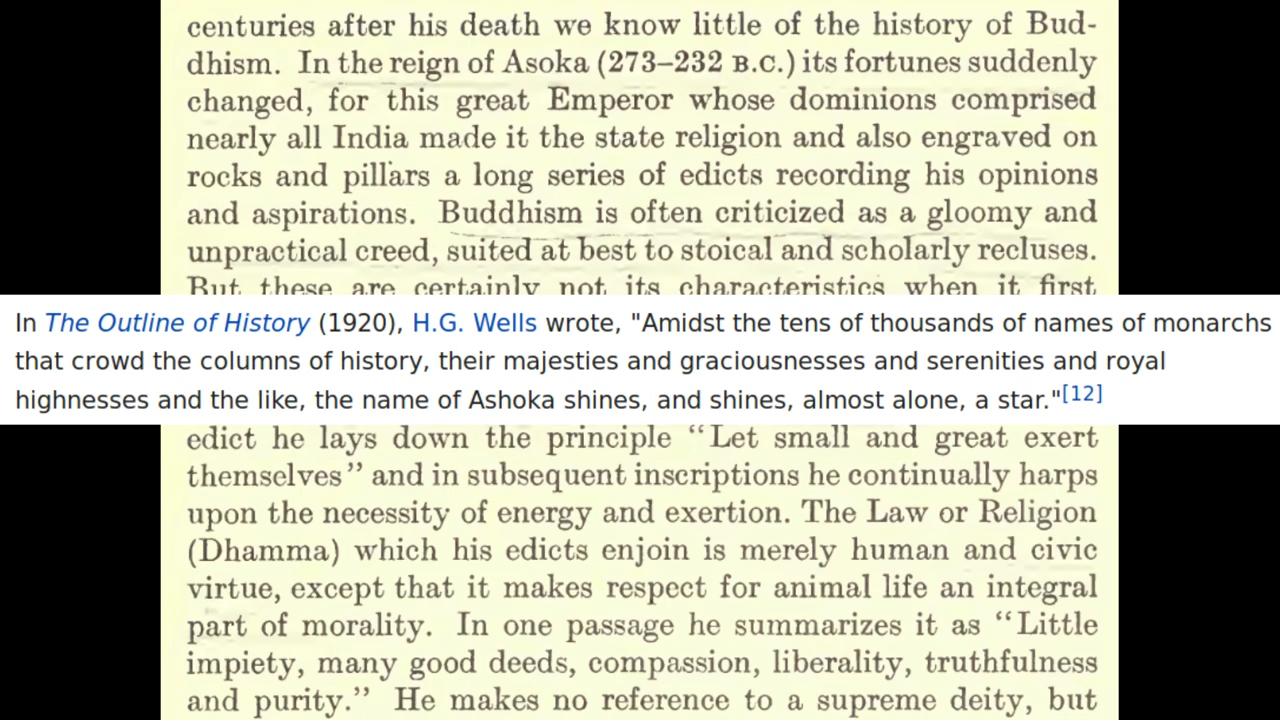 centuries after his death we know little of the history of Bud-
dhism. In the reign of Asoka (273–232 B.C.) its fortunes suddenly
changed, for this great Emperor whose dominions comprised
nearly all India made it the state religion and also engraved on
rocks and pillars a long series of edicts recording his opinions
and aspirations. Buddhism is often criticized as a gloomy and
unpractical creed, suited at best to stoical and scholarly recluses.
But these are certainly not its characteristics when it first
In The Outline of History (1920), H.G. Wells wrote, "Amidst the tens of thousands of names of monarchs
that crowd the columns of history, their majesties and graciousnesses and serenities and royal
highnesses and the like, the name of Ashoka shines, and shines, almost alone, a star."[12]
edict he lays down the principle “Let small and great exert
themselves” and in subsequent inscriptions he continually harps
upon the necessity of energy and exertion. The Law or Religion
(Dhamma) which his edicts enjoin is merely human and civic
virtue, except that it makes respect for animal life an integral
part of morality. In one passage he summarizes it as “Little
impiety, many good deeds, compassion, liberality, truthfulness
and purity.” He makes no reference to a supreme deity, but